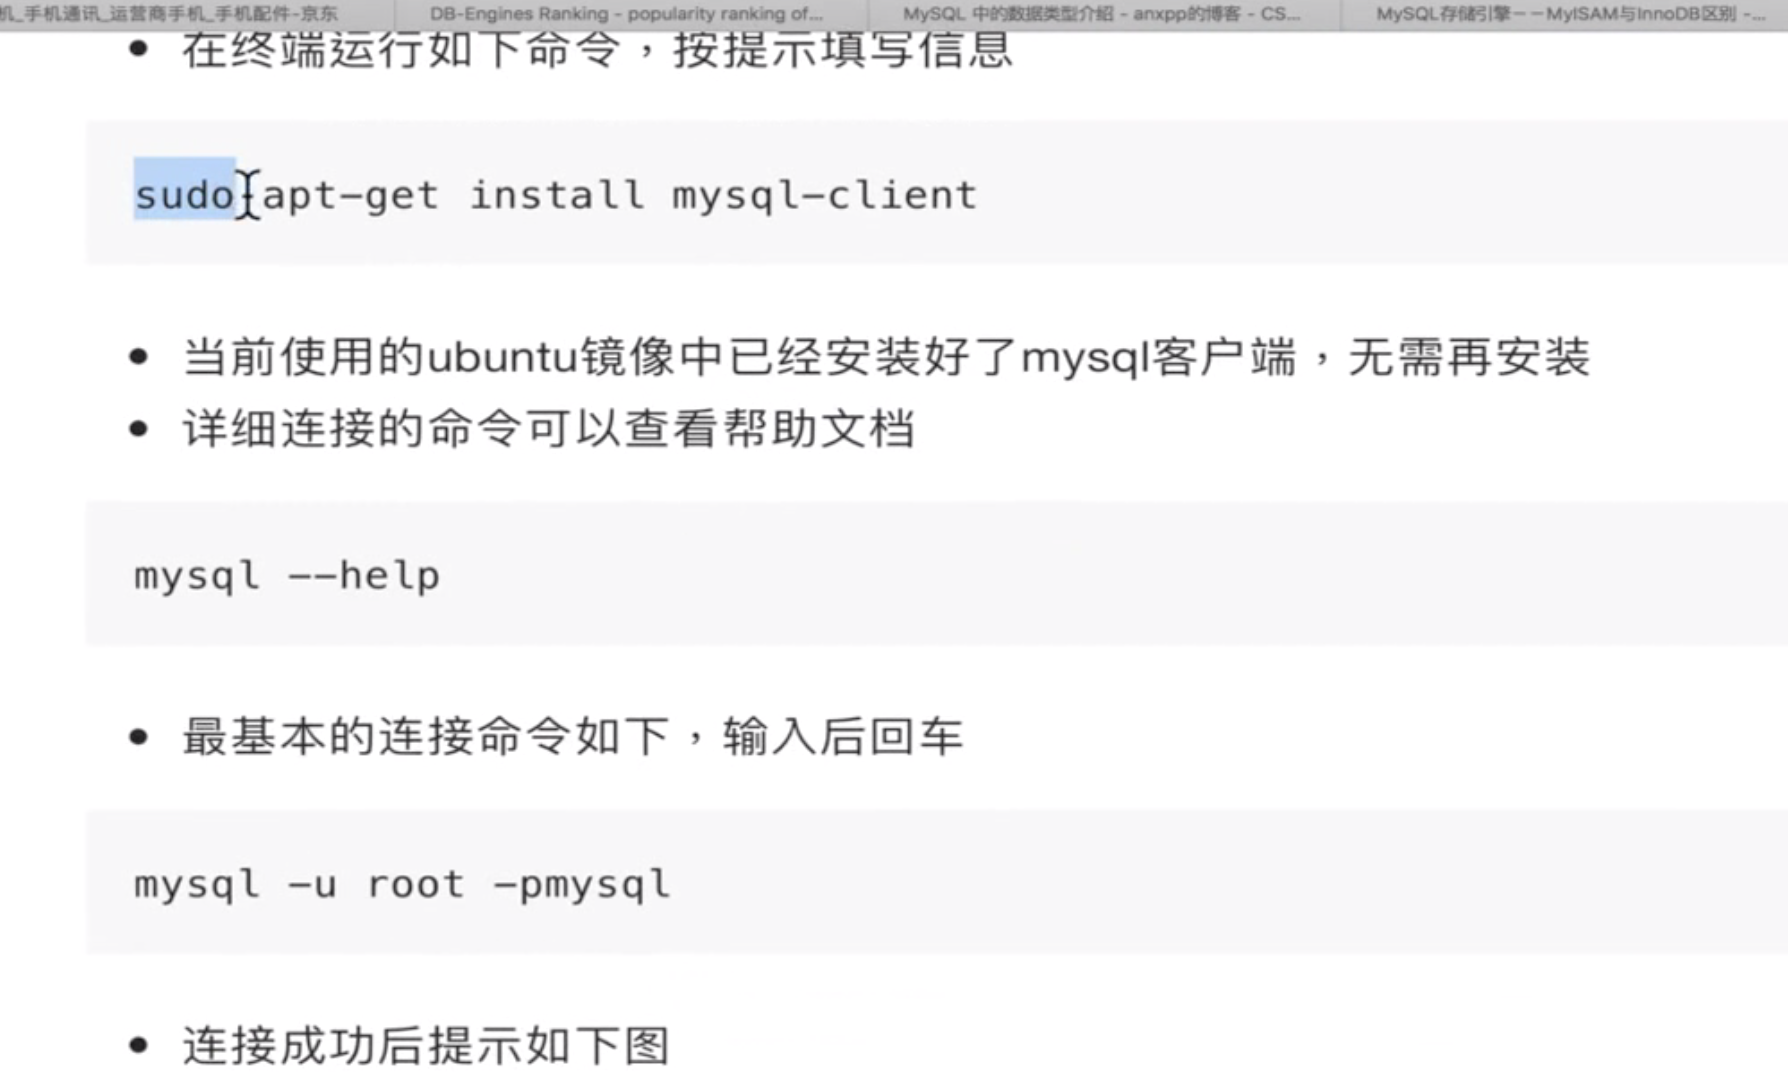 机_手机通讯_运营商手机_手机配件-京东
DB-Engines Ranking - popularity ranking of...
MySQL 中的数据类型介绍 - anxpp的博客 - CS...
MySQL存储引擎－－MyISAM与InnoDB区别 -...
• 在终端运行如下命令，按提示填写信息
sudo apt-get install mysql-client
• 当前使用的ubuntu镜像中已经安装好了mysql客户端，无需再安装
• 详细连接的命令可以查看帮助文档
mysql --help
• 最基本的连接命令如下，输入后回车
mysql -u root -pmysql
• 连接成功后提示如下图